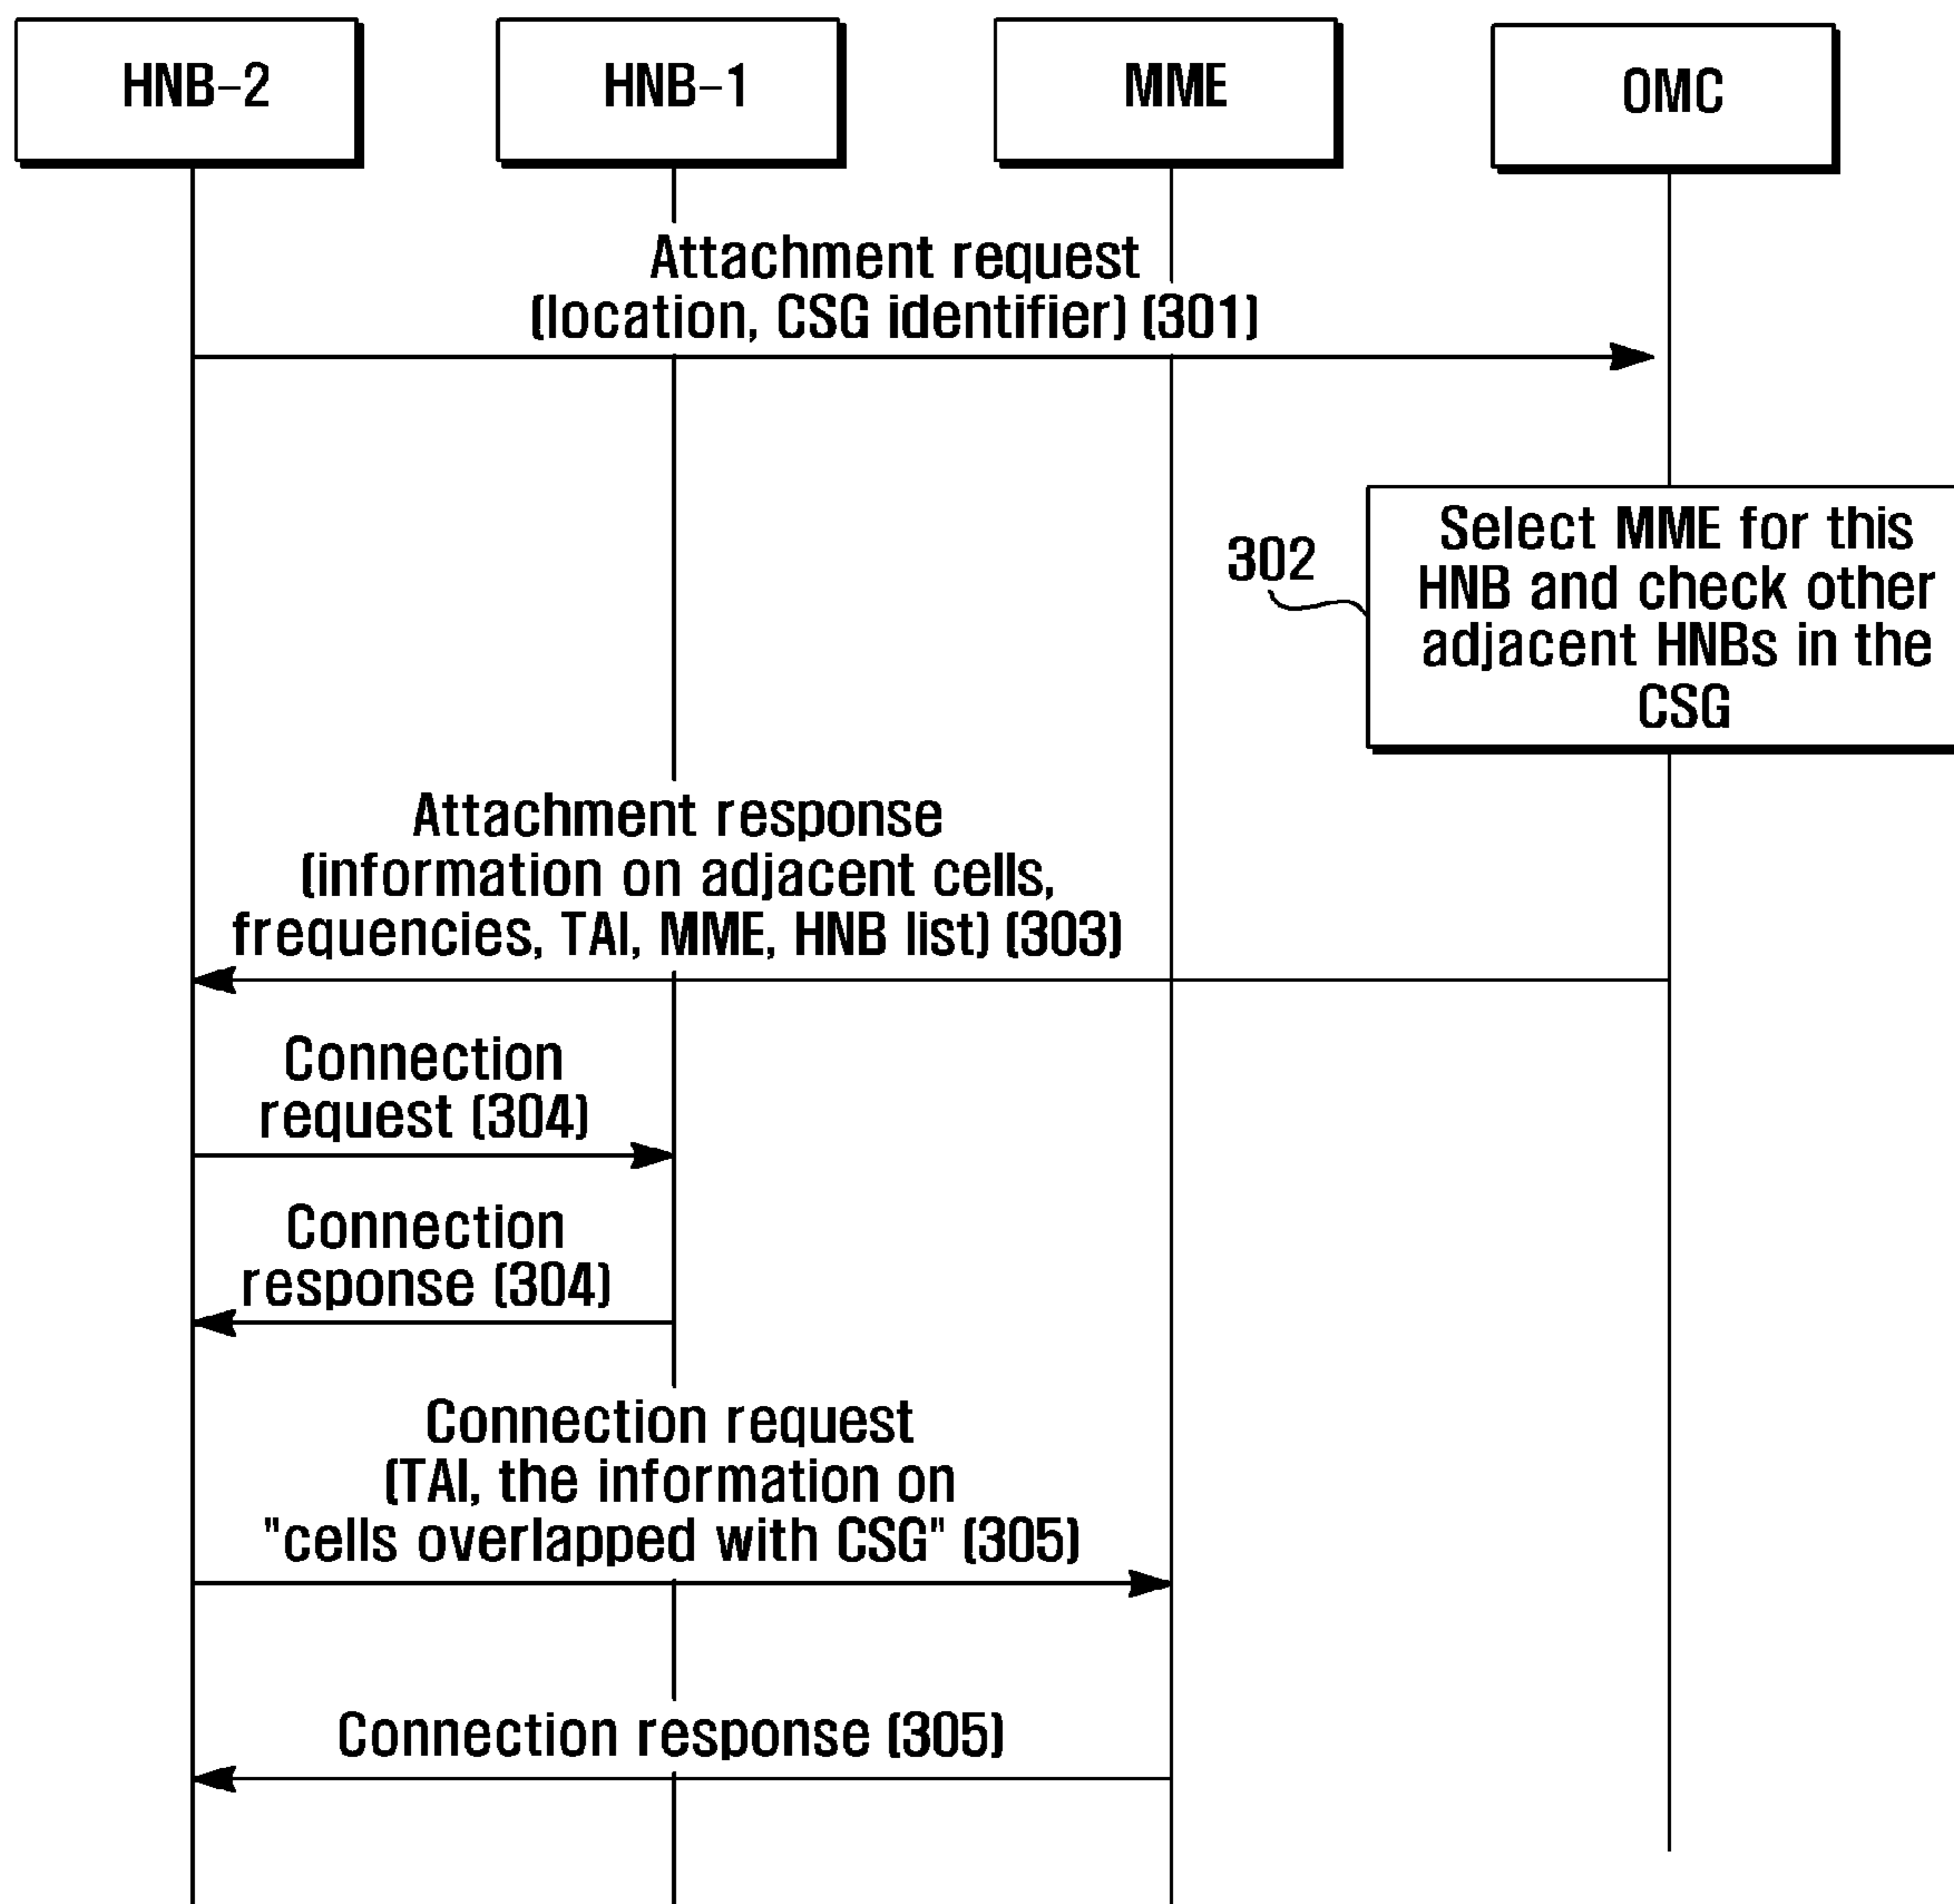 HNB-2
HNB-1
MME
OMC
Attachment request
(location, CSG identifier) (301)
302
Select MME for this
HNB and check other
adjacent HNBs in the
CSG
Attachment response
(information on adjacent cells,
frequencies, TAI, MME, HNB list) (303)
Connection
request (304)
Connection
response (304)
Connection request
(TAI, the information on
"cells overlapped with CSG" (305)
Connection response (305)